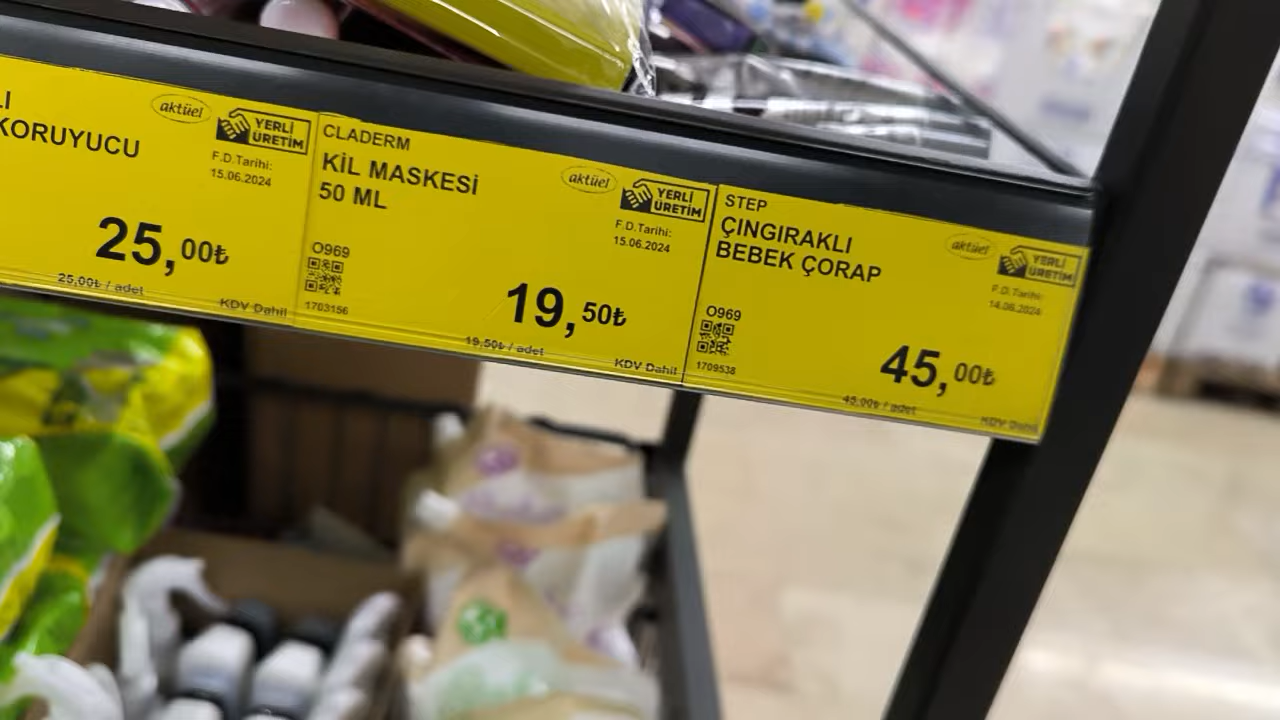 LI
KORUYUCU
aktüel
YERLİ
ÜRETİM
F.D.Tarihi:
15.06.2024
25,00₺
25,00₺ / adet
KDV Dahil
CLADERM
KİL MASKESİ
50 ML
aktüel
YERLİ
ÜRETİM
F.D.Tarihi:
15.06.2024
O969
1703156
19,50₺
19,50₺ / adet
KDV Dahil
STEP
ÇINGIRAKLI
BEBEK ÇORAP
aktüel
YERLİ
ÜRETİM
F.D.Tarihi:
14.06.2024
O969
1709538
45,00₺
45,00₺ / adet
KDV Dahil